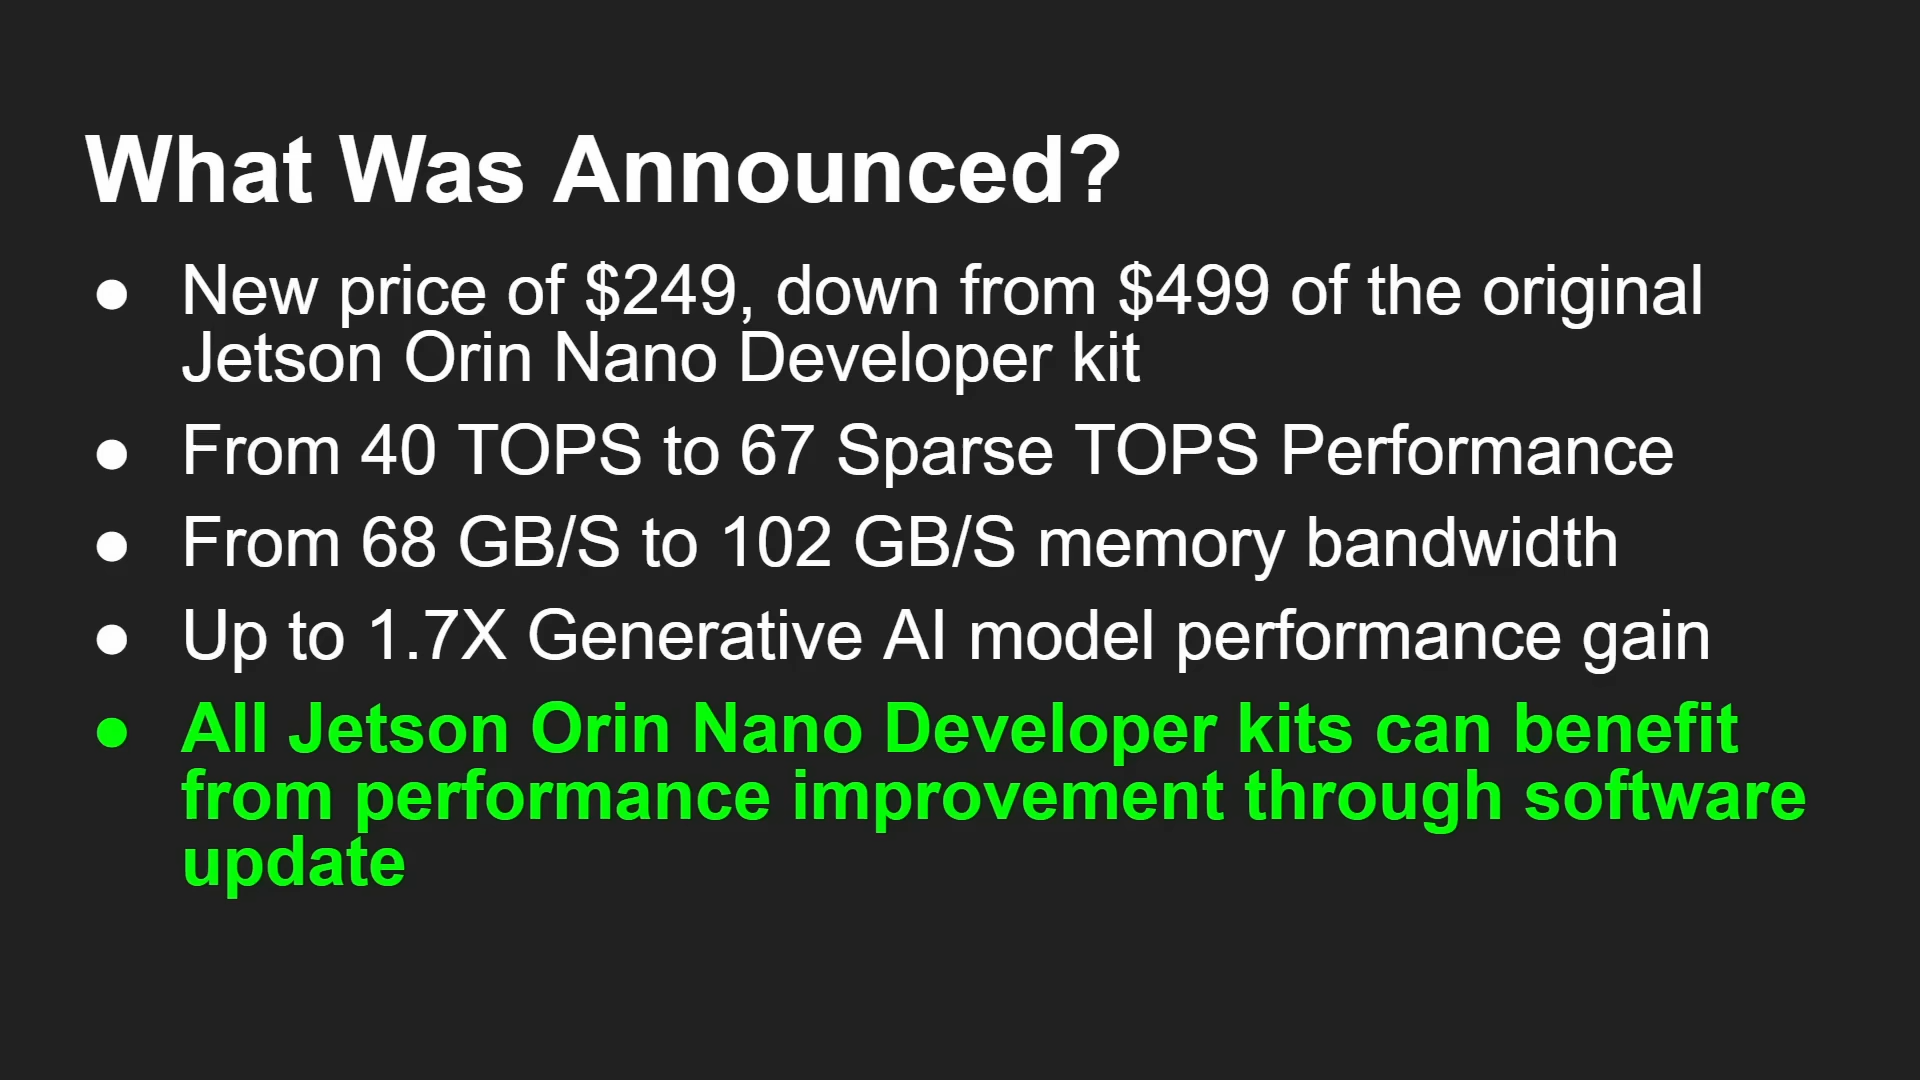 What Was Announced?
● New price of $249, down from $499 of the original
Jetson Orin Nano Developer kit
● From 40 TOPS to 67 Sparse TOPS Performance
● From 68 GB/S to 102 GB/S memory bandwidth
● Up to 1.7X Generative AI model performance gain
● All Jetson Orin Nano Developer kits can benefit
from performance improvement through software
update